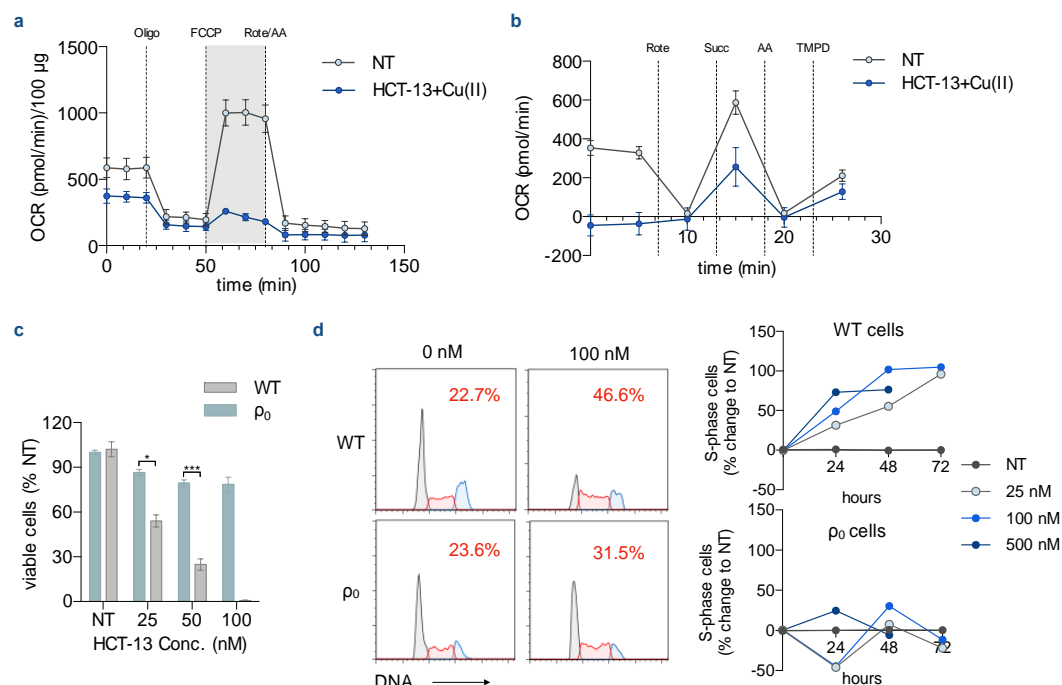 a
Oligo FCCP Rote/AA
1500
1000
500
0
OCR (pmol/min)/100 µg
0 50 100 150
time (min)
NT
HCT-13+Cu(II)
b
Rote Succ AA TMPD
800
600
400
200
0
-200
OCR (pmol/min)
10 20 30
time (min)
NT
HCT-13+Cu(II)
c
WT
ρ0
120
90
60
30
0
viable cells (% NT)
* ***
NT 25 50 100
HCT-13 Conc. (nM)
d
0 nM 100 nM
WT
22.7% 46.6%
ρ0
23.6% 31.5%
DNA
WT cells
150
100
50
0
-50
S-phase cells
(% change to NT)
24 48 72
hours
ρ0 cells
150
100
50
0
-50
S-phase cells
(% change to NT)
24 48 72
hours
NT
25 nM
100 nM
500 nM